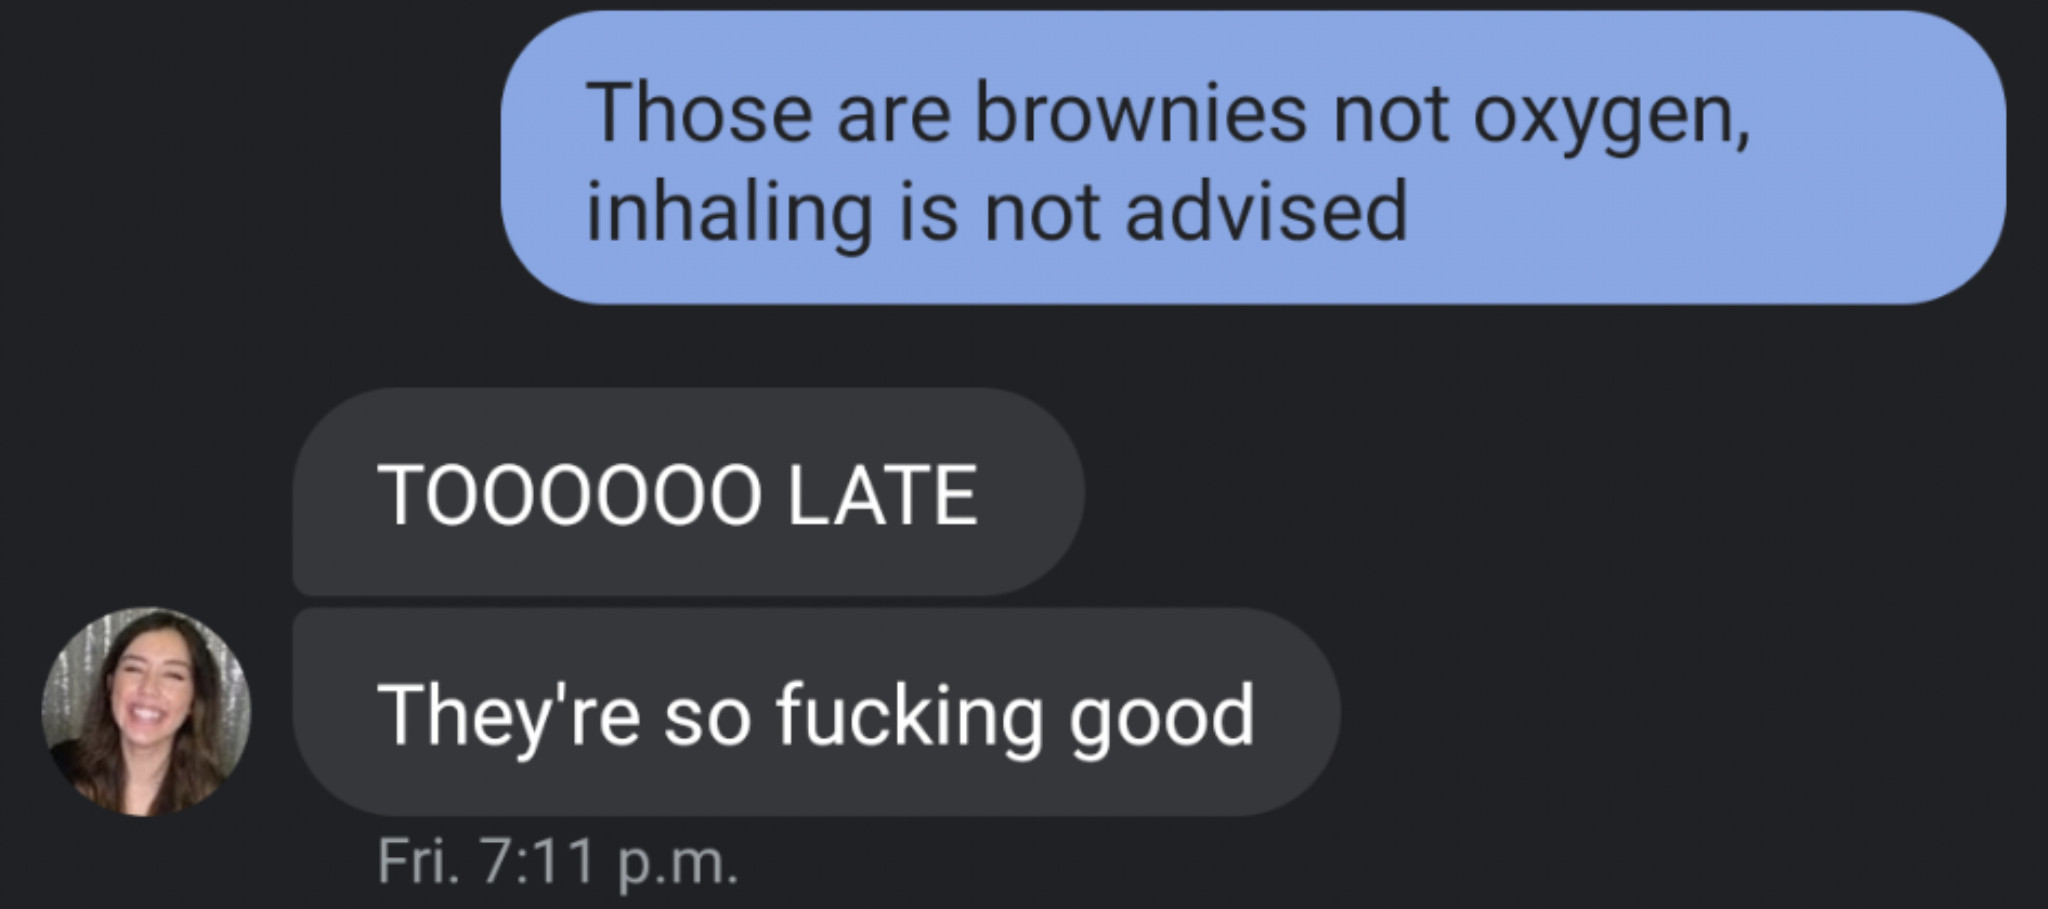 Those are brownies not oxygen,
inhaling is not advised
TOOOOOO LATE
They're so fucking good
Fri. 7:11 p.m.